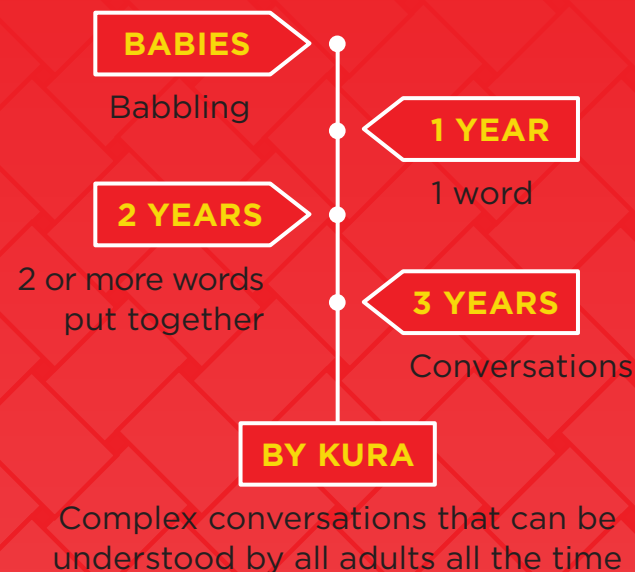 BABIES
Babbling
1 YEAR
1 word
2 YEARS
2 or more words
put together
3 YEARS
Conversations
BY KURA
Complex conversations that can be
understood by all adults all the time